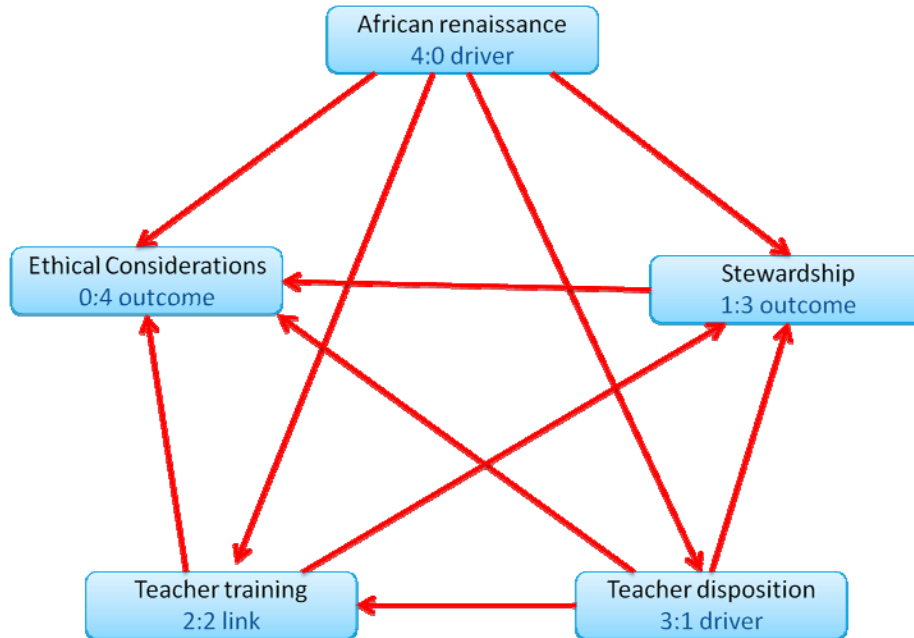 African renaissance
4:0 driver
Ethical Considerations
0:4 outcome
Stewardship
1:3 outcome
Teacher training
2:2 link
Teacher disposition
3:1 driver